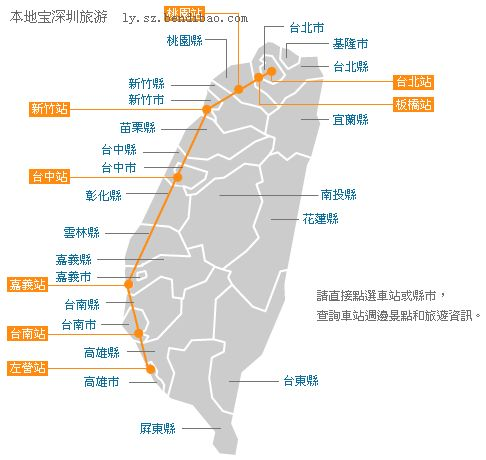 本地宝深圳旅游 ly.sz.bendibao.com
桃園站
台北市
桃園縣
基隆市
台北縣
台北站
新竹縣
新竹市
板橋站
新竹站
宜蘭縣
苗栗縣
台中縣
台中市
台中站
彰化縣
南投縣
花蓮縣
雲林縣
嘉義縣
嘉義市
嘉義站
台南縣
請直接點選車站或縣市，
查詢車站週邊景點和旅遊資訊。
台南市
台南站
高雄縣
左營站
高雄市
台東縣
屏東縣